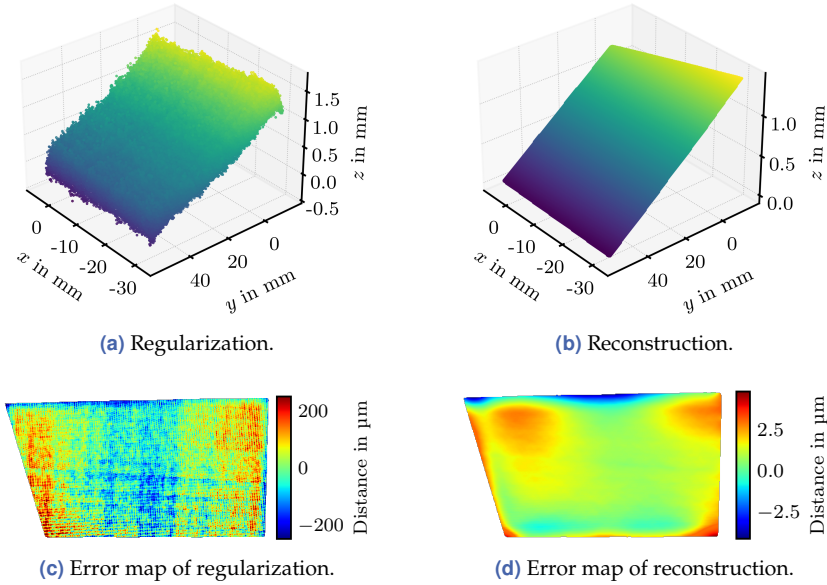 1.5
1.0
0.5
0.0
-0.5
z in mm
0
-10
-20
-30
x in mm
40
20
0
y in mm
(a) Regularization.
1.0
0.5
0.0
z in mm
0
-10
-20
-30
x in mm
40
20
0
y in mm
(b) Reconstruction.
200
0
−200
Distance in µm
(c) Error map of regularization.
2.5
0.0
−2.5
Distance in µm
(d) Error map of reconstruction.